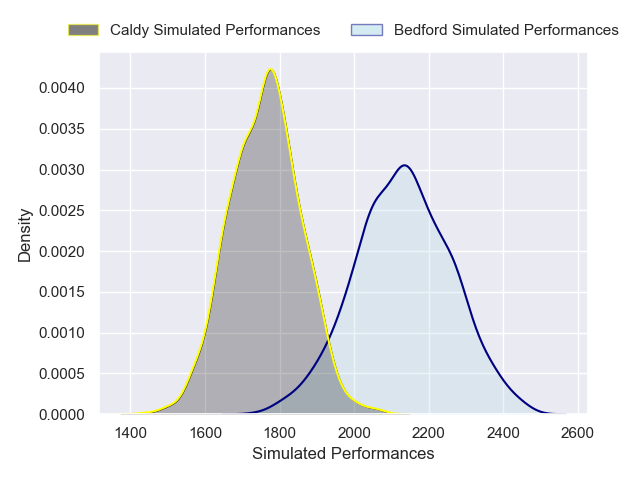 Caldy Simulated Performances
Bedford Simulated Performances
0.0040
0.0035
0.0030
0.0025
0.0020
0.0015
0.0010
0.0005
0.0000
Density
1400 1600 1800 2000 2200 2400 2600
Simulated Performances